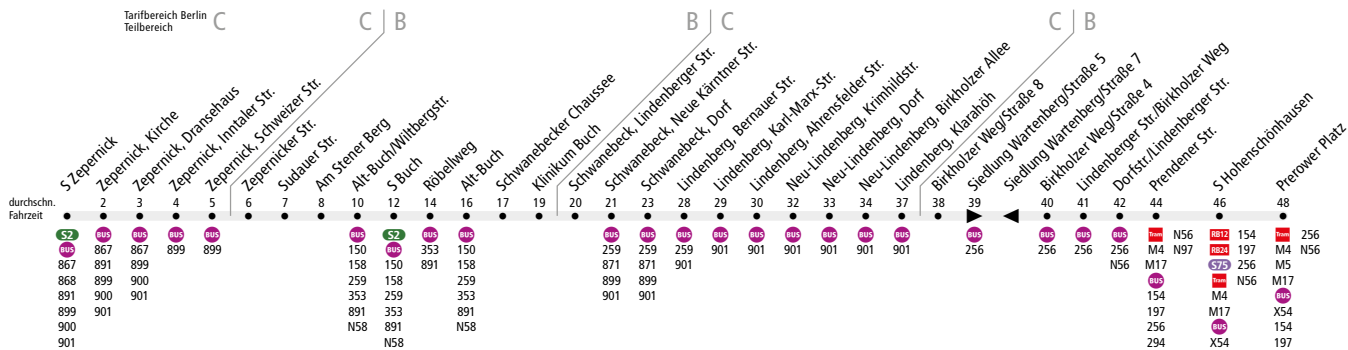 Tarifbereich Berlin
Teilbereich
C
C
B
B
C
C
B
S Zepernick
Zepernick, Kirche
Zepernick, Dransehaus
Zepernick, Inntaler Str.
Zepernick, Schweizer Str.
Zepernicker Str.
Sudauer Str.
Am Stener Berg
Alt-Buch/Wiltbergstr.
S Buch
Röbellweg
Alt-Buch
Schwanebecker Chaussee
Klinikum Buch
Schwanebeck, Lindenberger Str.
Schwanebeck, Neue Kärntner Str.
Schwanebeck, Dorf
Lindenberg, Bernauer Str.
Lindenberg, Karl-Marx-Str.
Lindenberg, Ahrensfelder Str.
Neu-Lindenberg, Krimhildstr.
Neu-Lindenberg, Dorf
Neu-Lindenberg, Birkholzer Allee
Lindenberg, Klarahöh
Birkholzer Weg/Straße 8
Siedlung Wartenberg/Straße 5
Siedlung Wartenberg/Straße 7
Birkholzer Weg/Straße 4
Lindenberger Str./Birkholzer Weg
Dorfstr./Lindenberger Str.
Prendener Str.
S Hohenschönhausen
Prerower Platz
durchschn.
Fahrzeit
2 3 4 5 6 7 8 10 12 14 16 17 19 20 21 23 28 29 30 32 33 34 37 38 39 40 41 42 44 46 48
S2
BUS
867
868
891
899
900
901
BUS
867
891
899
900
901
BUS
867
899
900
901
BUS
899
BUS
899
BUS
150
158
259
353
891
N58
S2
BUS
150
158
259
353
891
N58
BUS
353
891
BUS
150
158
259
353
891
N58
BUS
259
871
899
901
BUS
259
871
899
901
BUS
259
901
BUS
901
BUS
901
BUS
901
BUS
901
BUS
901
BUS
901
BUS
256
BUS
256
BUS
256
BUS
256
N56
Tram
M4
M17
BUS
154
197
256
294
N56
N97
RB12
RB24
S75
Tram
M4
M17
BUS
X54
154
197
256
N56
Tram
M4
M5
M17
BUS
X54
154
197
256
N56